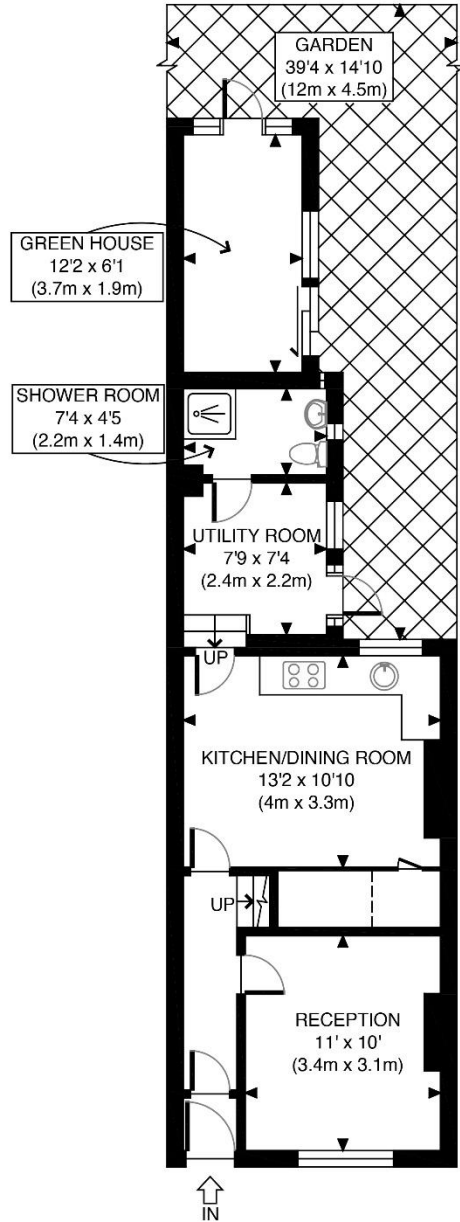 GARDEN
39'4 x 14'10
(12m x 4.5m)
GREEN HOUSE
12'2 x 6'1
(3.7m x 1.9m)
SHOWER ROOM
7'4 x 4'5
(2.2m x 1.4m)
UTILITY ROOM
7'9 x 7'4
(2.4m x 2.2m)
UP
KITCHEN/DINING ROOM
13'2 x 10'10
(4m x 3.3m)
UP
RECEPTION
11' x 10'
(3.4m x 3.1m)
IN